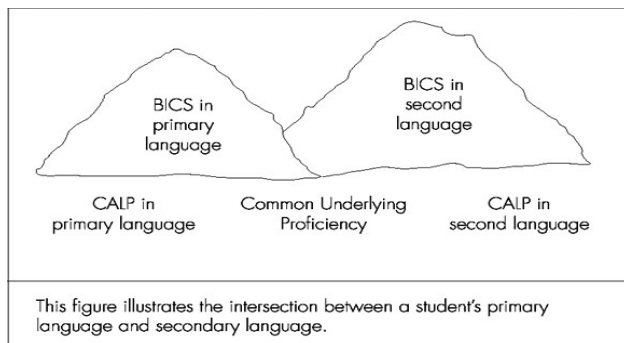 BICS in
primary
language
BICS in
second
language
CALP in
primary language
Common Underlying
Proficiency
CALP in
second language
This figure illustrates the intersection between a student's primary
language and secondary language.